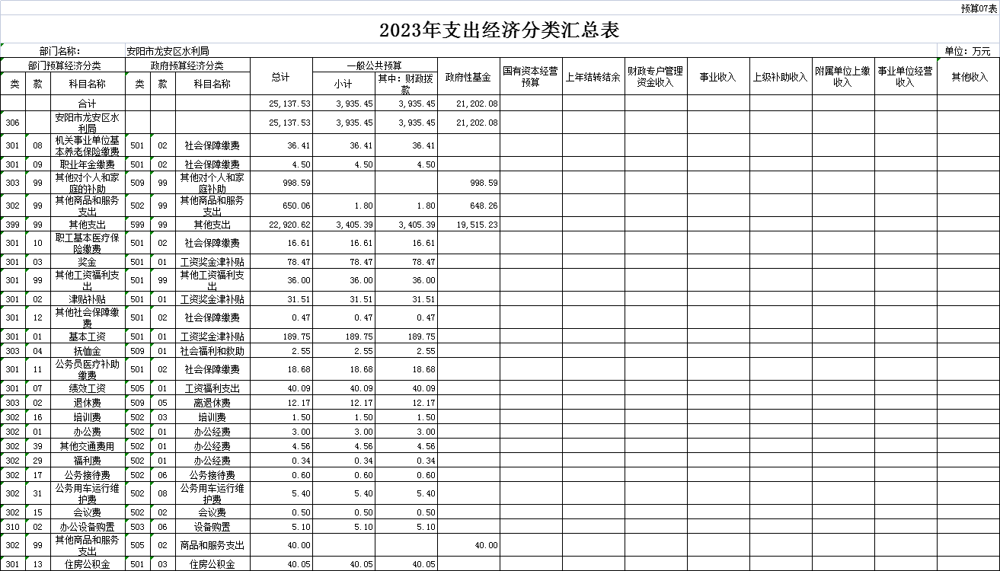 预算07表
2023年支出经济分类汇总表
部门名称： 安阳市龙安区水利局 单位：万元
部门预算经济分类 政府预算经济分类 总计 一般公共预算 政府性基金 国有资本经营预算 上年结转结余 财政专户管理资金收入 事业收入 上级补助收入 附属单位上缴收入 事业单位经营收入 其他收入
类 款 科目名称 类 款 科目名称 小计 其中：财政拨款
合计 25,137.53 3,935.45 3,935.45 21,202.08
306 安阳市龙安区水利局 25,137.53 3,935.45 3,935.45 21,202.08
301 08 机关事业单位基本养老保险缴费 501 02 社会保障缴费 36.41 36.41 36.41
301 09 职业年金缴费 501 02 社会保障缴费 4.50 4.50 4.50
303 99 其他对个人和家庭的补助 509 99 其他对个人和家庭补助 998.59 998.59
302 99 其他商品和服务支出 502 99 其他商品和服务支出 650.06 1.80 1.80 648.26
399 99 其他支出 599 99 其他支出 22,920.62 3,405.39 3,405.39 19,515.23
301 10 职工基本医疗保险缴费 501 02 社会保障缴费 16.61 16.61 16.61
301 03 奖金 501 01 工资奖金津补贴 78.47 78.47 78.47
301 99 其他工资福利支出 501 99 其他工资福利支出 36.00 36.00 36.00
301 02 津贴补贴 501 01 工资奖金津补贴 31.51 31.51 31.51
301 12 其他社会保障缴费 501 02 社会保障缴费 0.47 0.47 0.47
301 01 基本工资 501 01 工资奖金津补贴 189.75 189.75 189.75
303 04 抚恤金 509 01 社会福利和救助 2.55 2.55 2.55
301 11 公务员医疗补助缴费 501 02 社会保障缴费 18.68 18.68 18.68
301 07 绩效工资 505 01 工资福利支出 40.09 40.09 40.09
303 02 退休费 509 05 离退休费 12.17 12.17 12.17
302 16 培训费 502 03 培训费 1.50 1.50 1.50
302 01 办公费 502 01 办公经费 3.00 3.00 3.00
302 39 其他交通费用 502 01 办公经费 4.56 4.56 4.56
302 29 福利费 502 01 办公经费 0.34 0.34 0.34
302 17 公务接待费 502 06 公务接待费 0.60 0.60 0.60
302 31 公务用车运行维护费 502 08 公务用车运行维护费 5.40 5.40 5.40
302 15 会议费 502 02 会议费 0.50 0.50 0.50
310 02 办公设备购置 503 06 设备购置 5.10 5.10 5.10
302 99 其他商品和服务支出 505 02 商品和服务支出 40.00 40.00
301 13 住房公积金 501 03 住房公积金 40.05 40.05 40.05